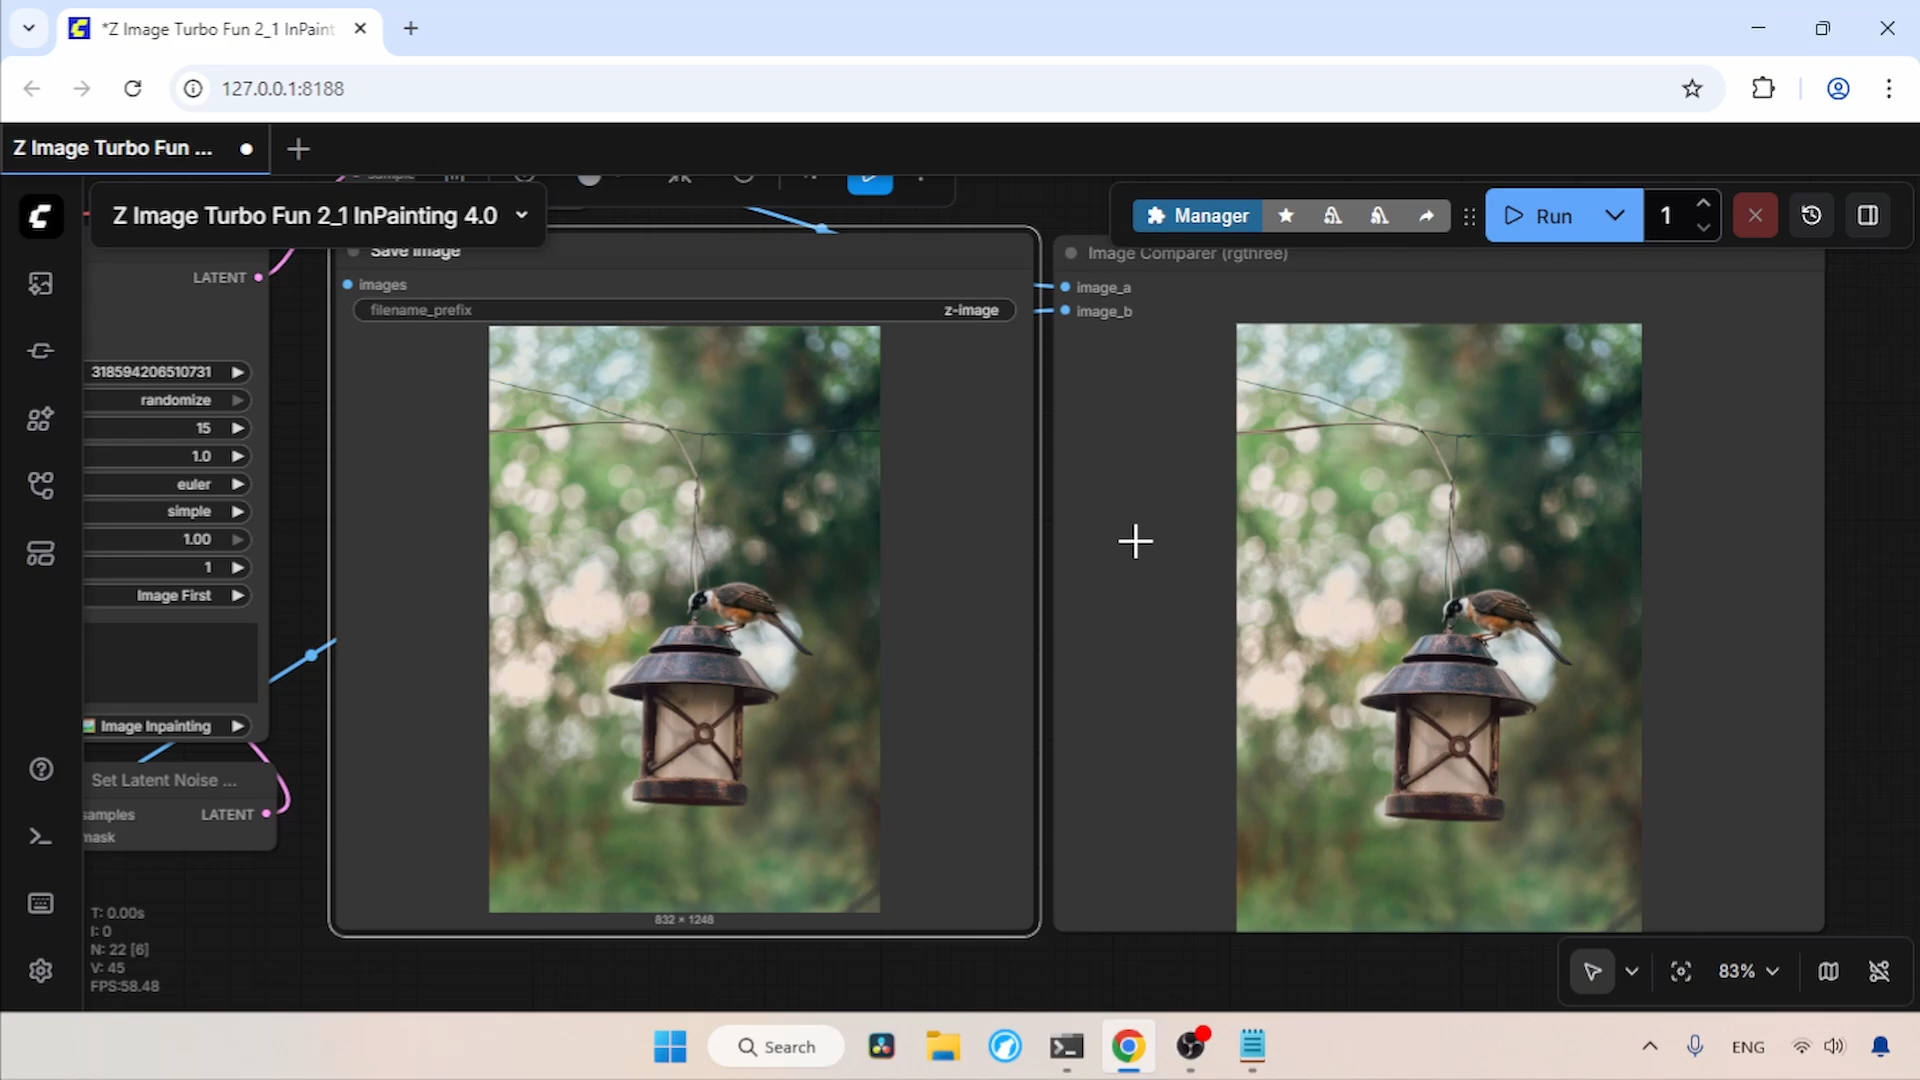 *Z Image Turbo Fun 2_1 InPaint
127.0.0.1:8188
Z Image Turbo Fun ...
Z Image Turbo Fun 2_1 InPainting 4.0
Manager
Run
1
LATENT
Save Image
images
filename_prefix
z-image
Image Comparer (rgthree)
image_a
image_b
318594206510731
randomize
15
1.0
euler
simple
1.00
1
Image First
Image Inpainting
Set Latent Noise ...
samples
LATENT
mask
832 × 1248
T: 0.00s
I: 0
N: 22 [6]
V: 45
FPS:58.48
83%
Search
ENG